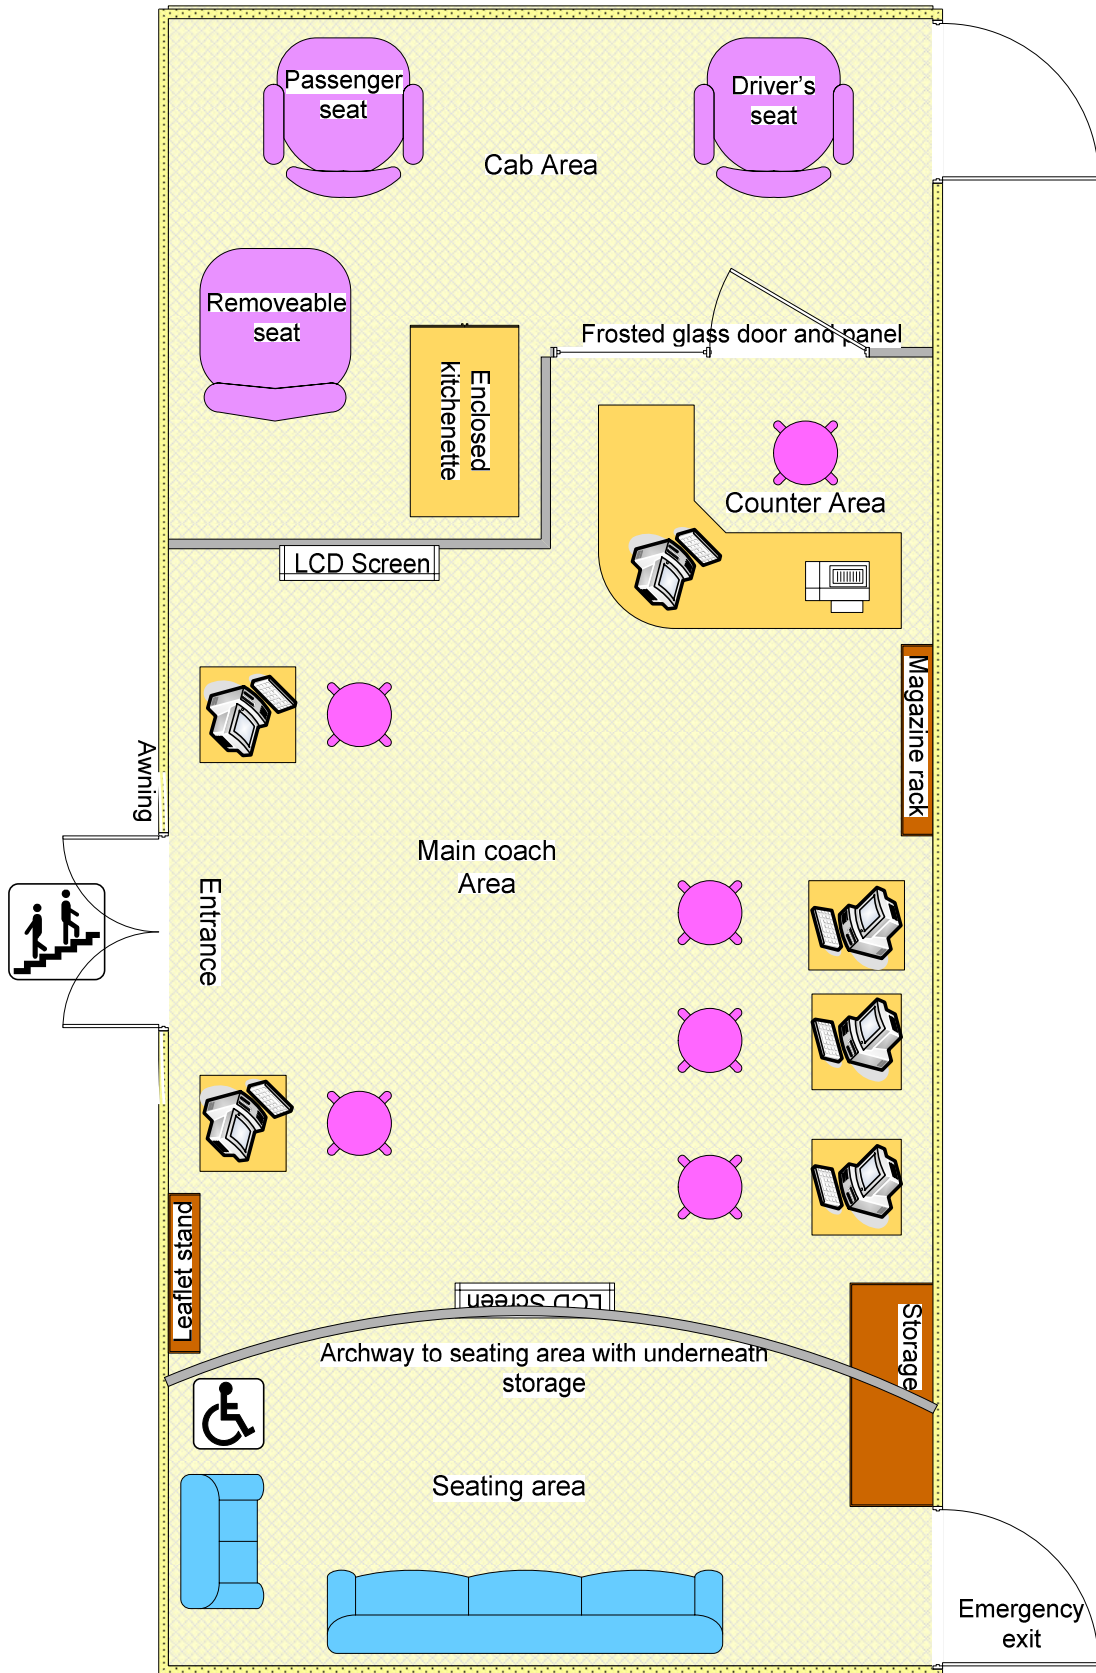 Passenger
seat
Driver's
seat
Cab Area
Removeable
seat
Frosted glass door and panel
Enclosed
kitchenette
Counter Area
LCD Screen
Magazine rack
Awning
Main coach
Area
Entrance
Leaflet stand
LCD Screen
Storage
Archway to seating area with underneath
storage
Seating area
Emergency
exit